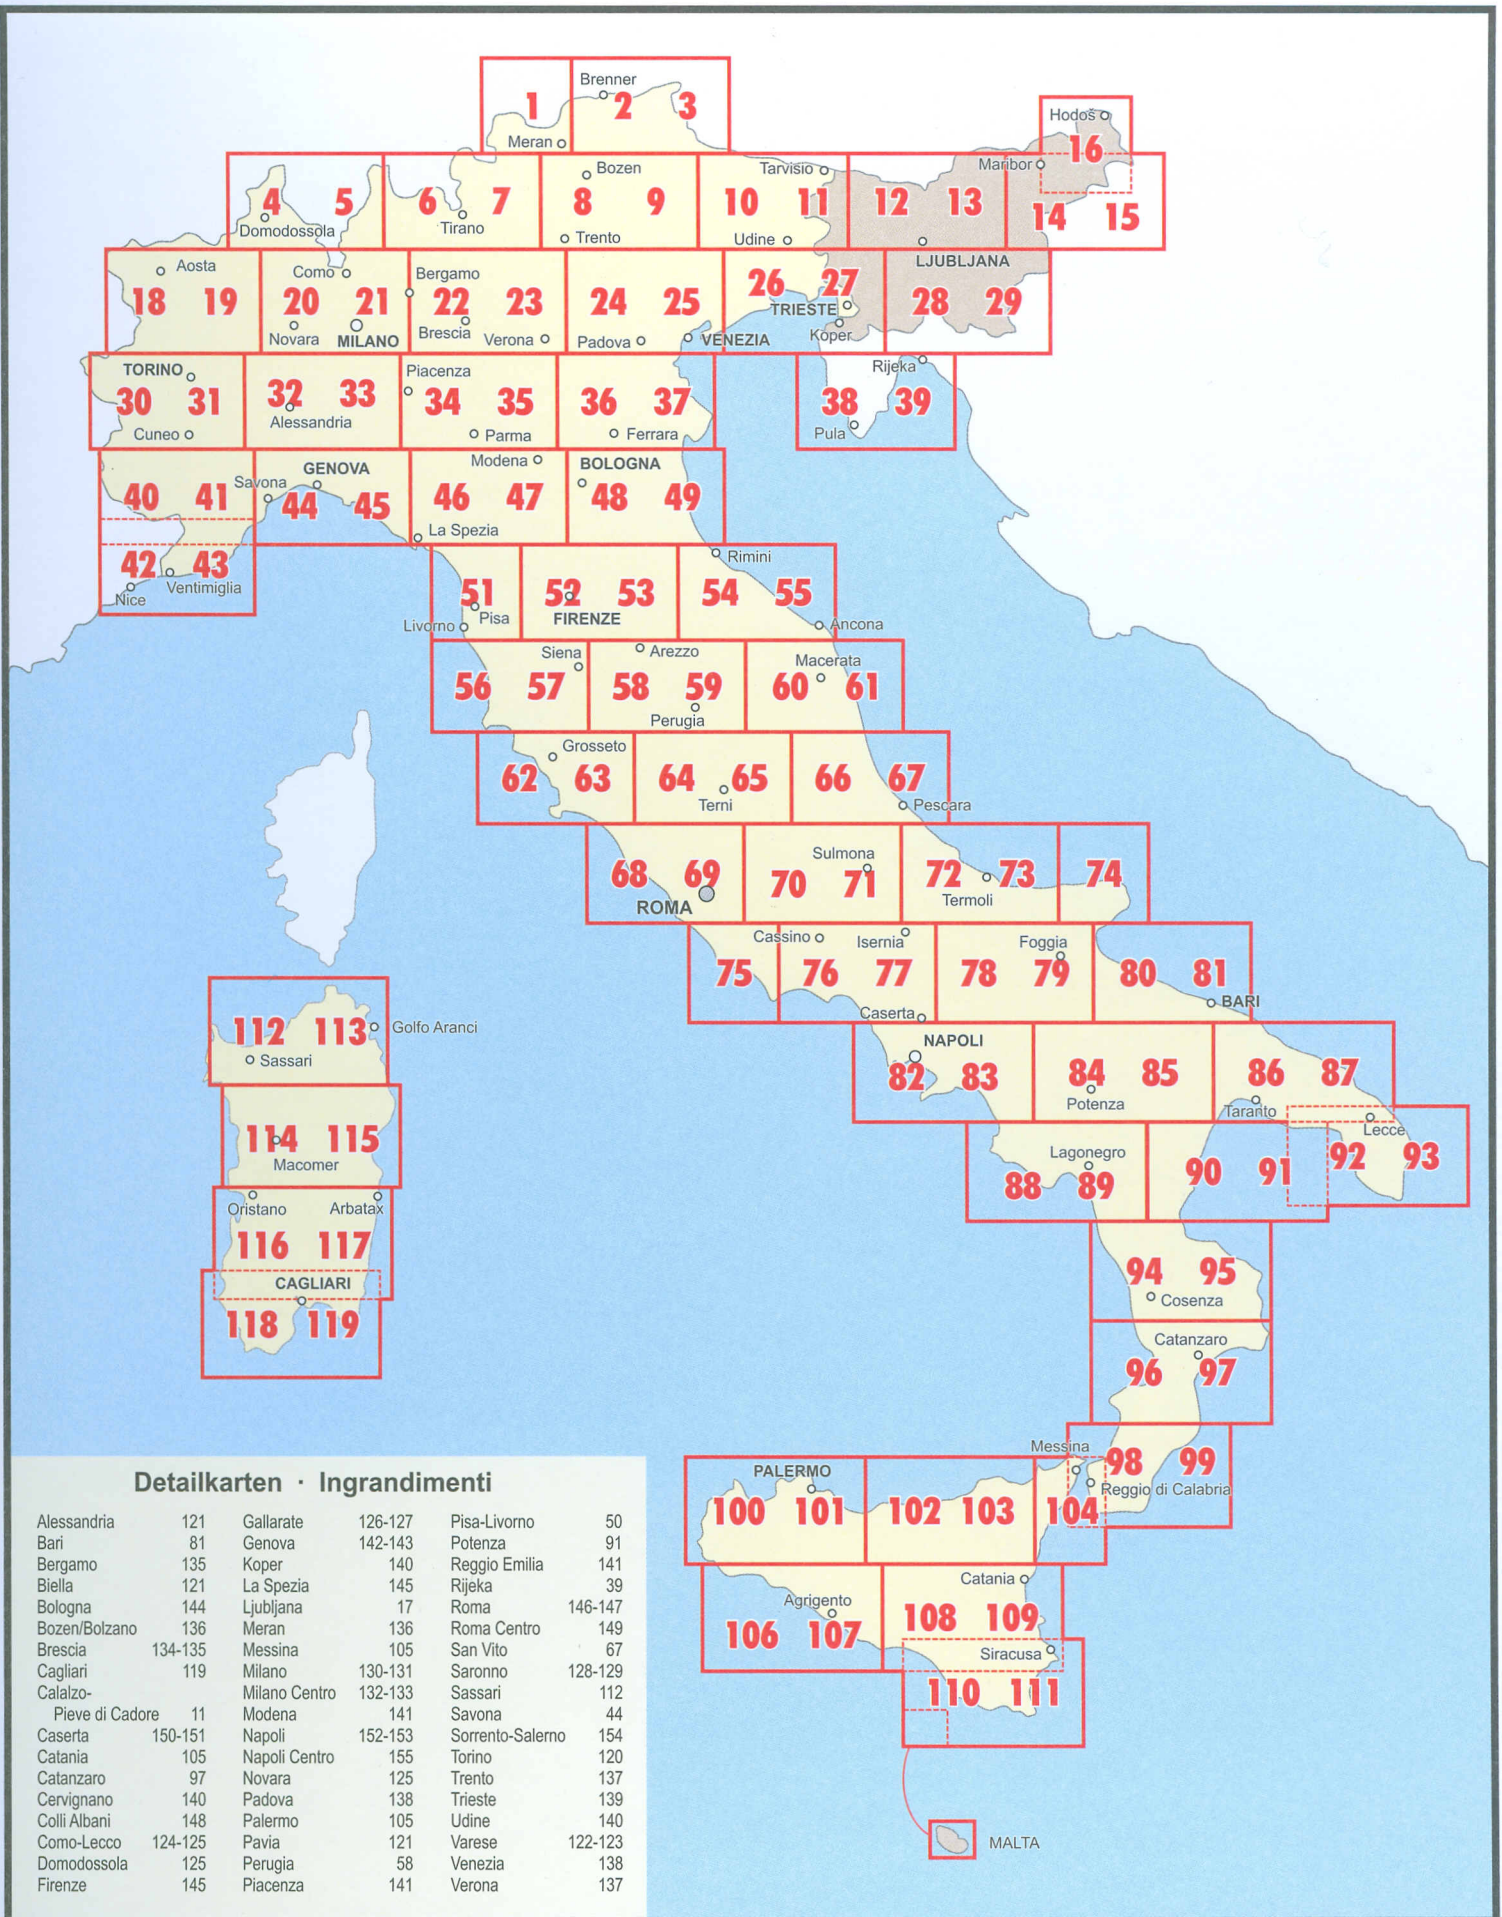 Brenner
1 2 3
Meran
Hodoš
16
Maribor
Bozen
Tarvisio
4 5 6 7 8 9 10 11 12 13 14 15
Domodossola
Tirano
Trento
Udine
LJUBLJANA
Aosta
Como
Bergamo
18 19 20 21 22 23 24 25 26 27 28 29
TRIESTE
Novara
MILANO
Brescia
Verona
Padova
VENEZIA
Koper
Rijeka
TORINO
Piacenza
30 31 32 33 34 35 36 37 38 39
Alessandria
Cuneo
Parma
Ferrara
Pula
Modena
BOLOGNA
GENOVA
Savona
40 41 44 45 46 47 48 49
La Spezia
42 43
Ventimiglia
Nice
Rimini
51 52 53 54 55
Pisa
FIRENZE
Livorno
Ancona
Siena
Arezzo
Macerata
56 57 58 59 60 61
Perugia
Grosseto
62 63 64 65 66 67
Terni
Pescara
Sulmona
68 69 70 71 72 73 74
ROMA
Termoli
Cassino
Isernia
Foggia
75 76 77 78 79 80 81
BARI
Caserta
112 113
Golfo Aranci
Sassari
NAPOLI
82 83 84 85 86 87
Potenza
Taranto
Lecce
114 115
Macomer
Lagonegro
88 89 90 91 92 93
Oristano
Arbatax
116 117
CAGLIARI
118 119
94 95
Cosenza
Catanzaro
96 97
Messina
98 99
Reggio di Calabria
PALERMO
100 101 102 103 104
Catania
Agrigento
106 107 108 109
Siracusa
110 111
MALTA
Detailkarten · Ingrandimenti
Alessandria 121
Bari 81
Bergamo 135
Biella 121
Bologna 144
Bozen/Bolzano 136
Brescia 134-135
Cagliari 119
Calalzo-
Pieve di Cadore 11
Caserta 150-151
Catania 105
Catanzaro 97
Cervignano 140
Colli Albani 148
Como-Lecco 124-125
Domodossola 125
Firenze 145
Gallarate 126-127
Genova 142-143
Koper 140
La Spezia 145
Ljubljana 17
Meran 136
Messina 105
Milano 130-131
Milano Centro 132-133
Modena 141
Napoli 152-153
Napoli Centro 155
Novara 125
Padova 138
Palermo 105
Pavia 121
Perugia 58
Piacenza 141
Pisa-Livorno 50
Potenza 91
Reggio Emilia 141
Rijeka 39
Roma 146-147
Roma Centro 149
San Vito 67
Saronno 128-129
Sassari 112
Savona 44
Sorrento-Salerno 154
Torino 120
Trento 137
Trieste 139
Udine 140
Varese 122-123
Venezia 138
Verona 137